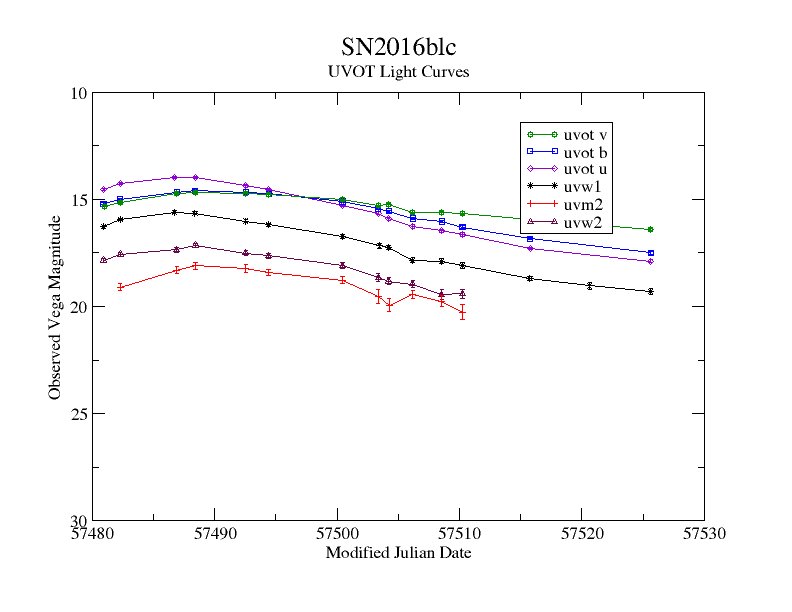 SN2016blc
UVOT Light Curves
10
15
20
25
30
Observed Vega Magnitude
uvot v
uvot b
uvot u
uvw1
uvm2
uvw2
57480
57490
57500
57510
57520
57530
Modified Julian Date